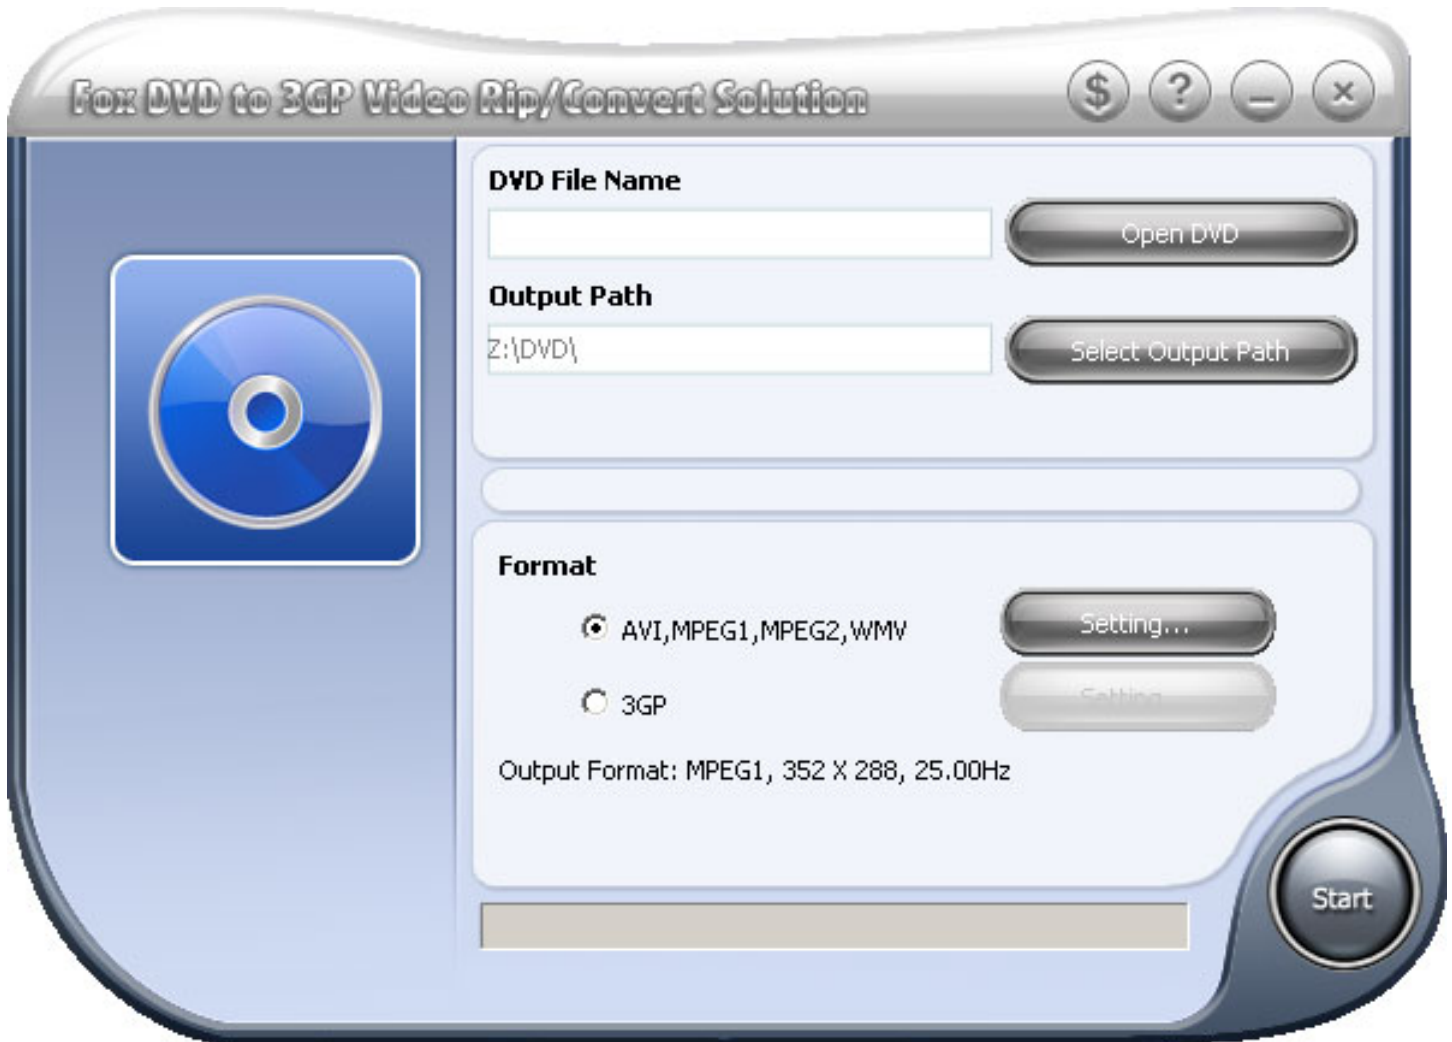 Fox DVD to 3GP Video Rip/Convert Solution
$ ?
DVD File Name
Open DVD
Output Path
Z:\DVD\
Select Output Path
Format
AVI,MPEG1,MPEG2,WMV
Setting...
3GP
Setting...
Output Format: MPEG1, 352 X 288, 25.00Hz
Start